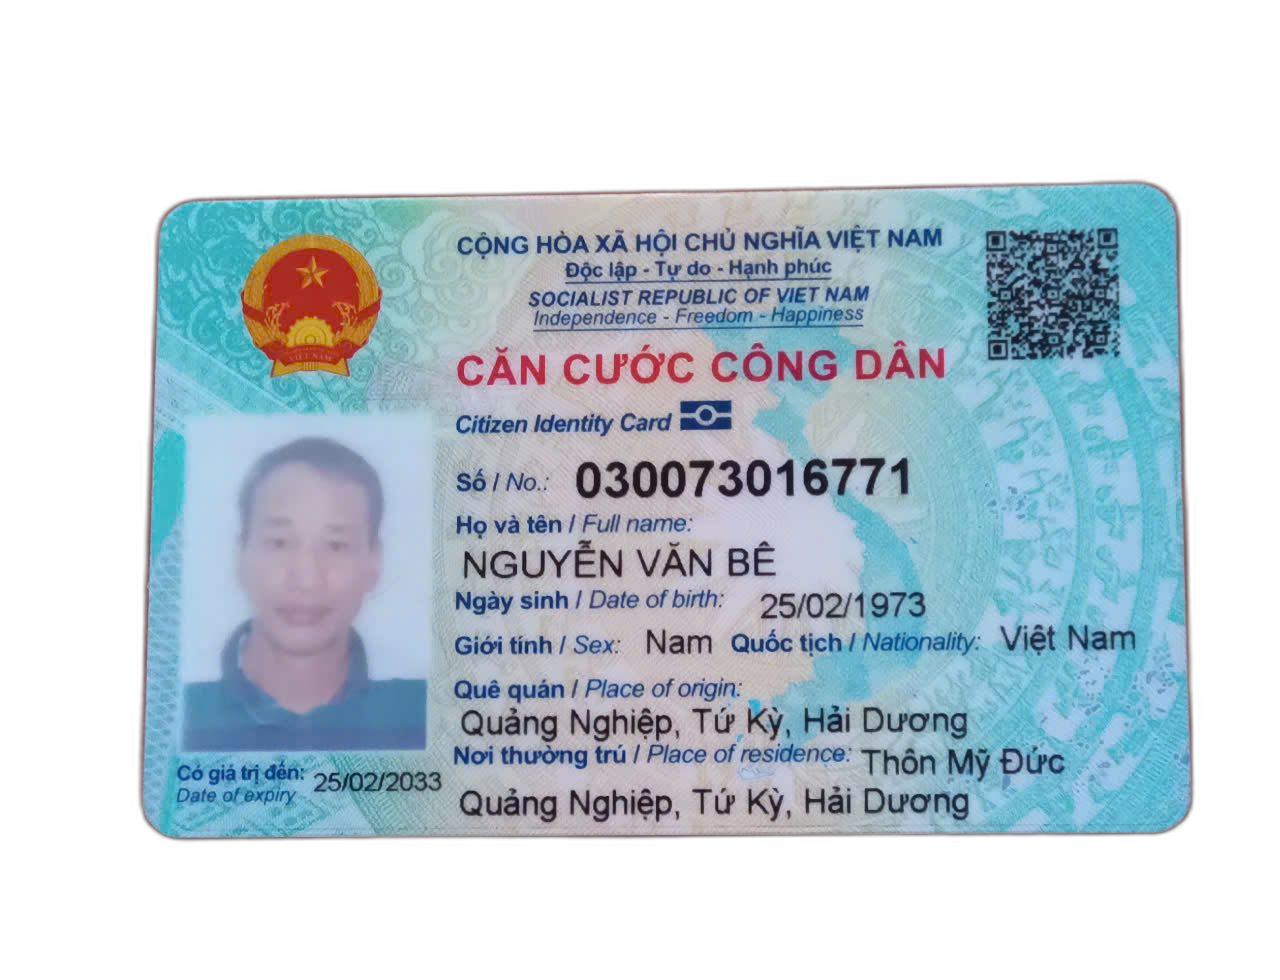 CỘNG HÒA XÃ HỘI CHỦ NGHĨA VIỆT NAM
Độc lập - Tự do - Hạnh phúc
SOCIALIST REPUBLIC OF VIET NAM
Independence - Freedom - Happiness
VIỆT NAM
CĂN CƯỚC CÔNG DÂN
Citizen Identity Card
Số / No.: 030073016771
Họ và tên / Full name:
NGUYỄN VĂN BÊ
Ngày sinh / Date of birth: 25/02/1973
Giới tính / Sex: Nam Quốc tịch / Nationality: Việt Nam
Quê quán / Place of origin:
Quảng Nghiệp, Tứ Kỳ, Hải Dương
Nơi thường trú / Place of residence: Thôn Mỹ Đức
Quảng Nghiệp, Tứ Kỳ, Hải Dương
Có giá trị đến: 25/02/2033
Date of expiry